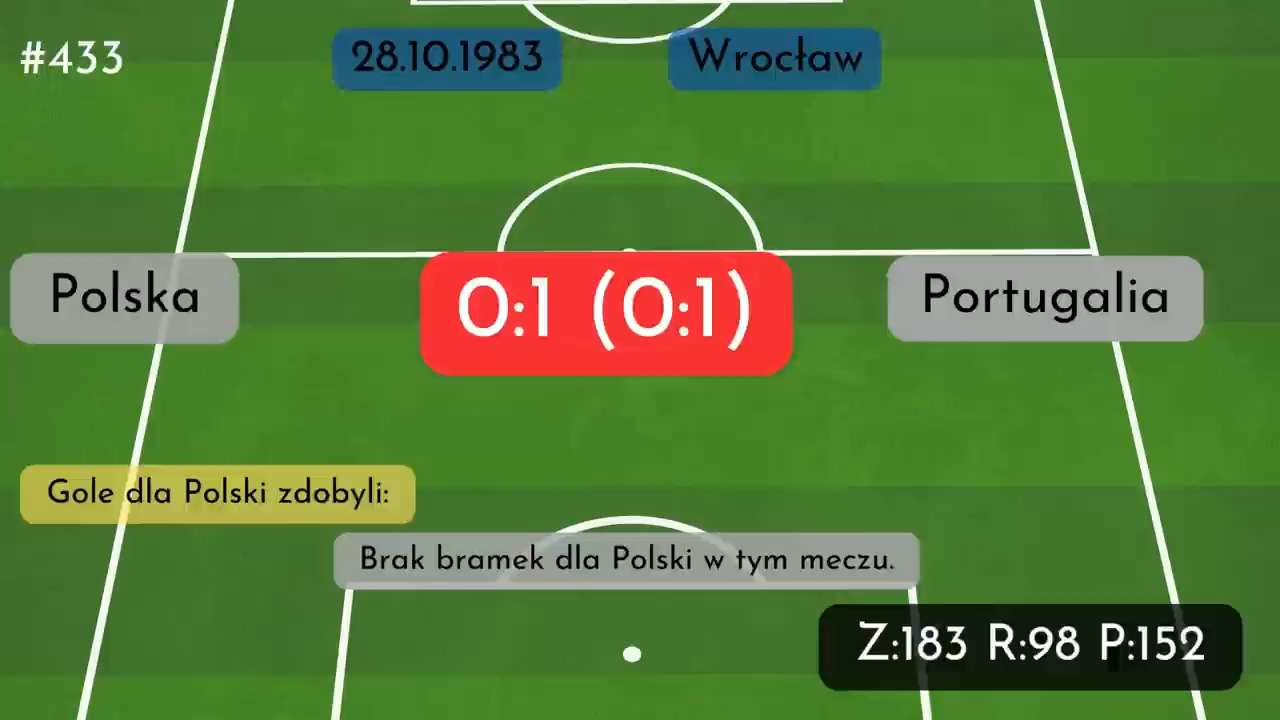 #433
28.10.1983
Wrocław
Polska
0:1 (0:1)
Portugalia
Gole dla Polski zdobyli:
Brak bramek dla Polski w tym meczu.
Z:183 R:98 P:152